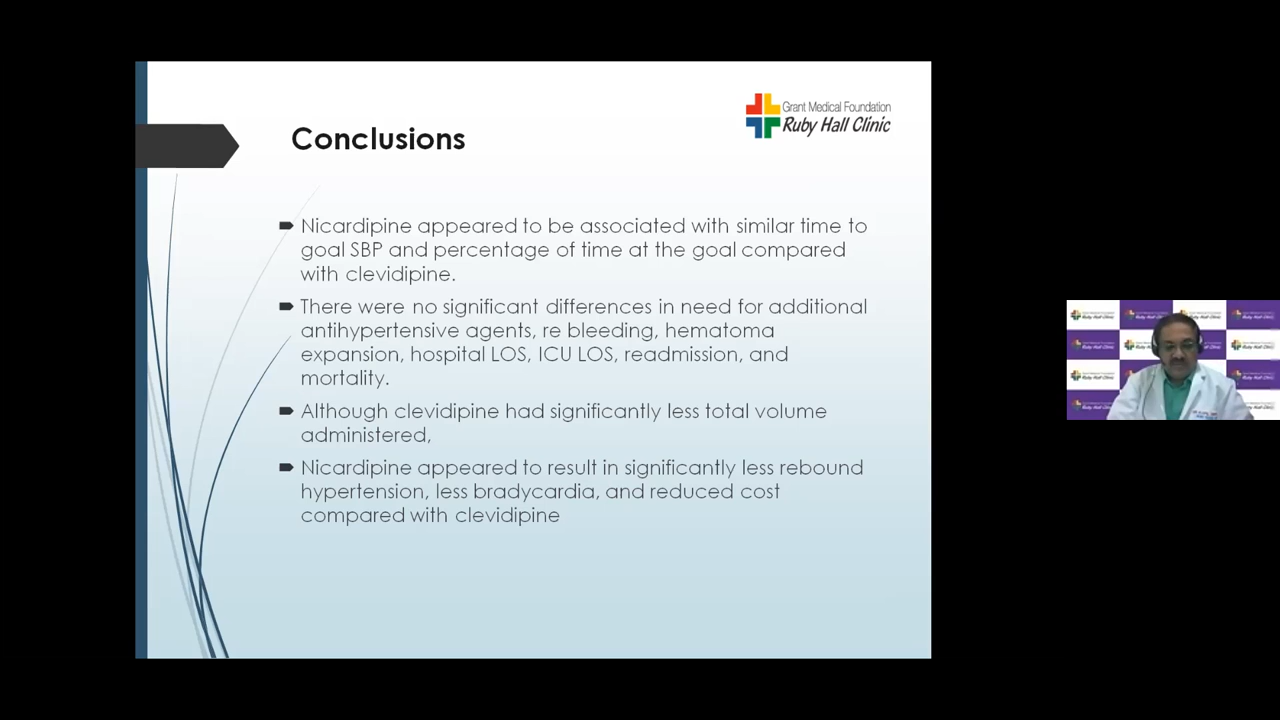 Grant Medical Foundation
Ruby Hall Clinic
Conclusions
Nicardipine appeared to be associated with similar time to
goal SBP and percentage of time at the goal compared
with clevidipine.
There were no significant differences in need for additional
antihypertensive agents, re bleeding, hematoma
expansion, hospital LOS, ICU LOS, readmission, and
mortality.
Although clevidipine had significantly less total volume
administered,
Nicardipine appeared to result in significantly less rebound
hypertension, less bradycardia, and reduced cost
compared with clevidipine